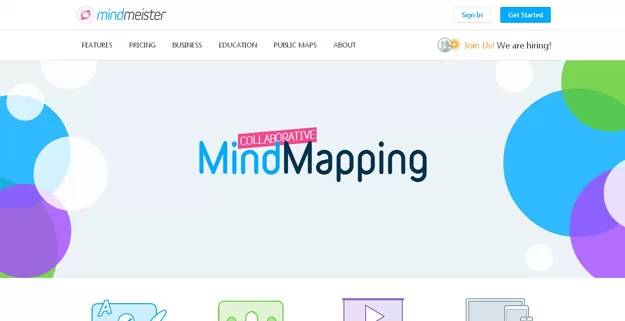 mindmeister
Sign In
Get Started
FEATURES PRICING BUSINESS EDUCATION PUBLIC MAPS ABOUT
Join Us! We are hiring!
COLLABORATIVE
MindMapping
A